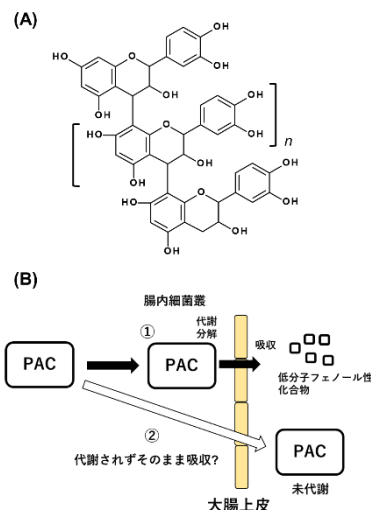 (A)
OH
OH
HO
O
OH
OH
OH
OH
HO
O
OH
OH
n
OH
OH
HO
O
OH
OH
(B)
腸内細菌叢
①
代謝
分解
吸収
PAC
PAC
低分子フェノール性
化合物
②
代謝されずそのまま吸収?
PAC
未代謝
大腸上皮